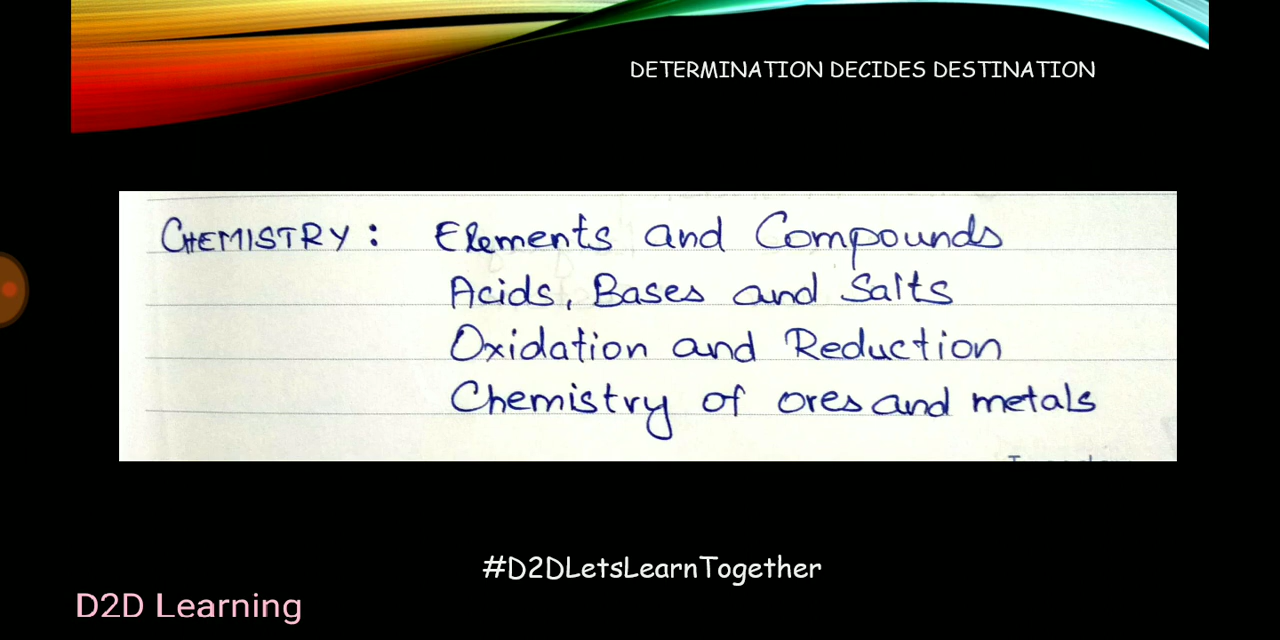 DETERMINATION DECIDES DESTINATION
CHEMISTRY : Elements and Compounds
Acids, Bases and Salts
Oxidation and Reduction
Chemistry of ores and metals
#D2DLetsLearnTogether
D2D Learning